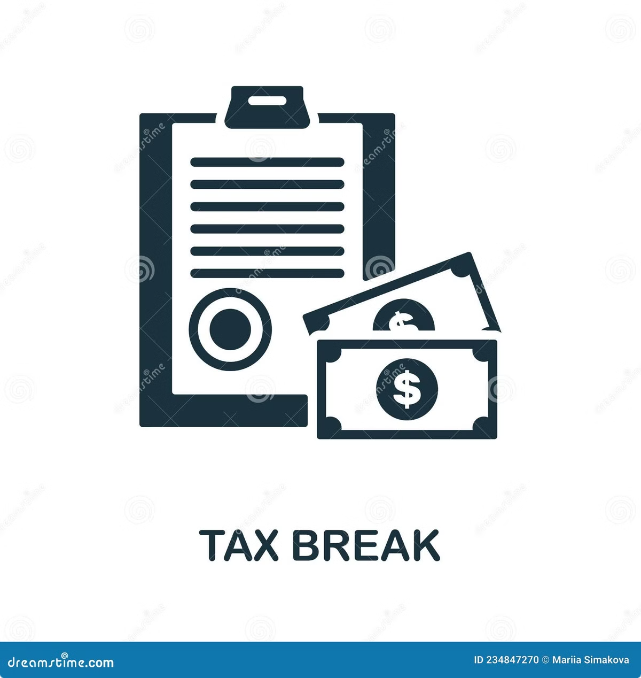 $
$
TAX BREAK
dreamstime.com
ID 234847270 © Mariia Simakova